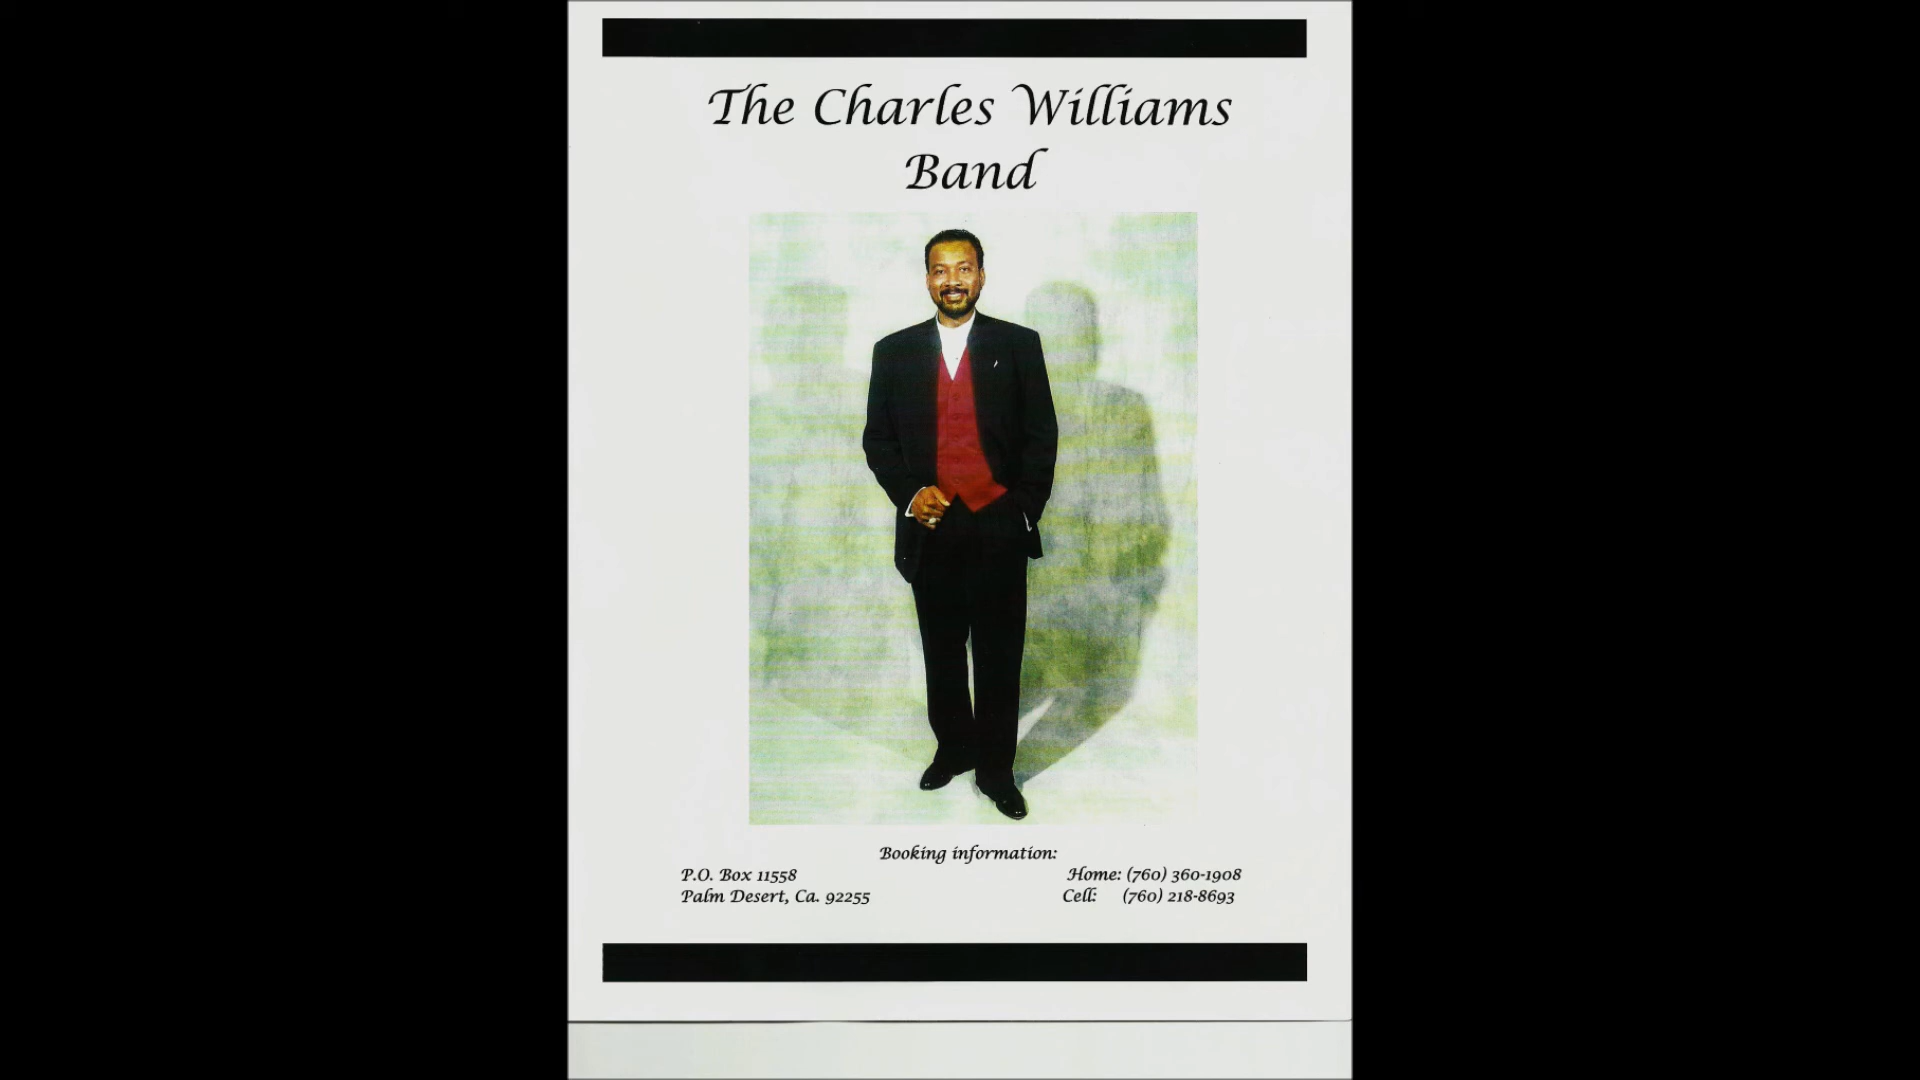 The Charles Williams
Band
Booking information:
P.O. Box 11558 Home: (760) 360-1908
Palm Desert, Ca. 92255 Cell: (760) 218-8693